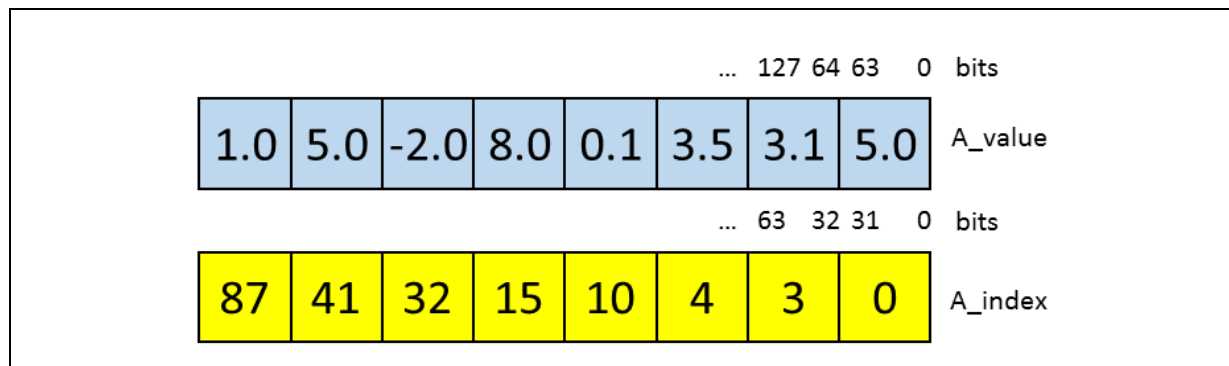 ... 127 64 63 0 bits
1.0 5.0 -2.0 8.0 0.1 3.5 3.1 5.0 A_value
... 63 32 31 0 bits
87 41 32 15 10 4 3 0 A_index